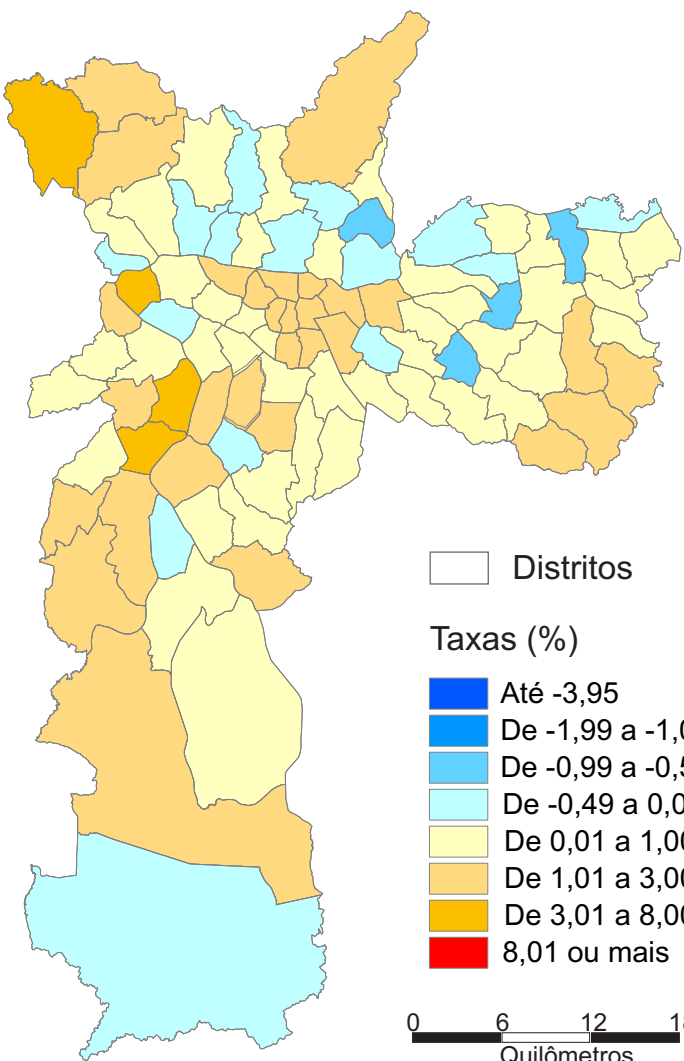 Distritos
Taxas (%)
Até -3,95
De -1,99 a -1,0
De -0,99 a -0,5
De -0,49 a 0,0
De 0,01 a 1,00
De 1,01 a 3,00
De 3,01 a 8,00
8,01 ou mais
0 6 12 18
Quilômetros